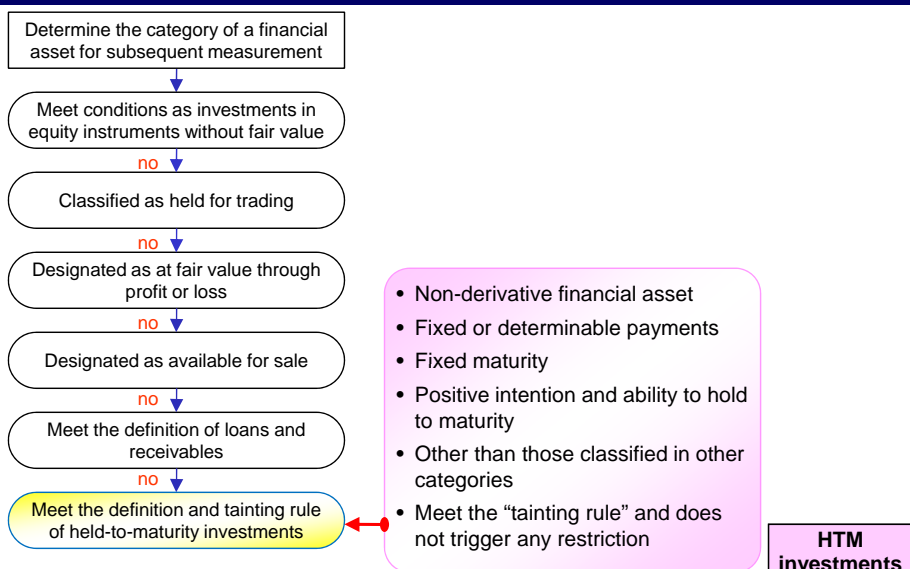 Determine the category of a financial
asset for subsequent measurement
Meet conditions as investments in
equity instruments without fair value
no
Classified as held for trading
no
Designated as at fair value through
profit or loss
no
Designated as available for sale
no
Meet the definition of loans and
receivables
no
Meet the definition and tainting rule
of held-to-maturity investments
• Non-derivative financial asset
• Fixed or determinable payments
• Fixed maturity
• Positive intention and ability to hold
to maturity
• Other than those classified in other
categories
• Meet the “tainting rule” and does
not trigger any restriction
HTM
investments